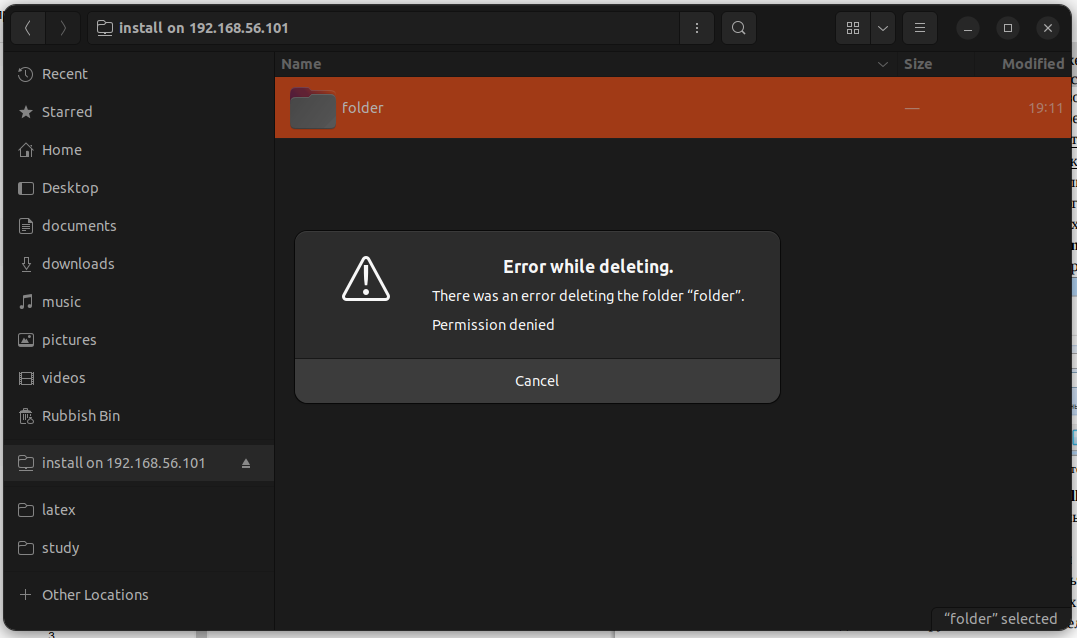 install on 192.168.56.101
Recent
Starred
Home
Desktop
documents
downloads
music
pictures
videos
Rubbish Bin
install on 192.168.56.101
latex
study
Other Locations
Name Size Modified
folder — 19:11
Error while deleting.
There was an error deleting the folder “folder”.
Permission denied
Cancel
“folder” selected